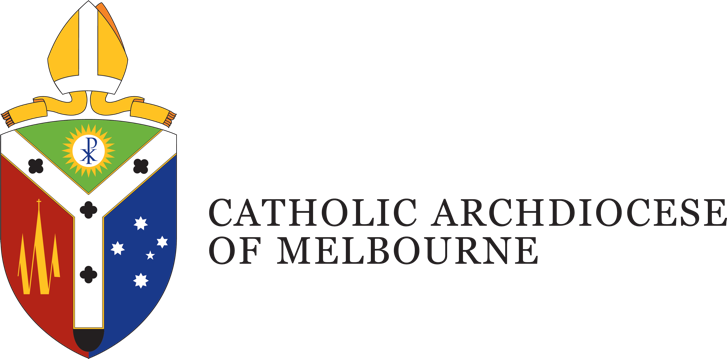 CATHOLIC ARCHDIOCESE
OF MELBOURNE